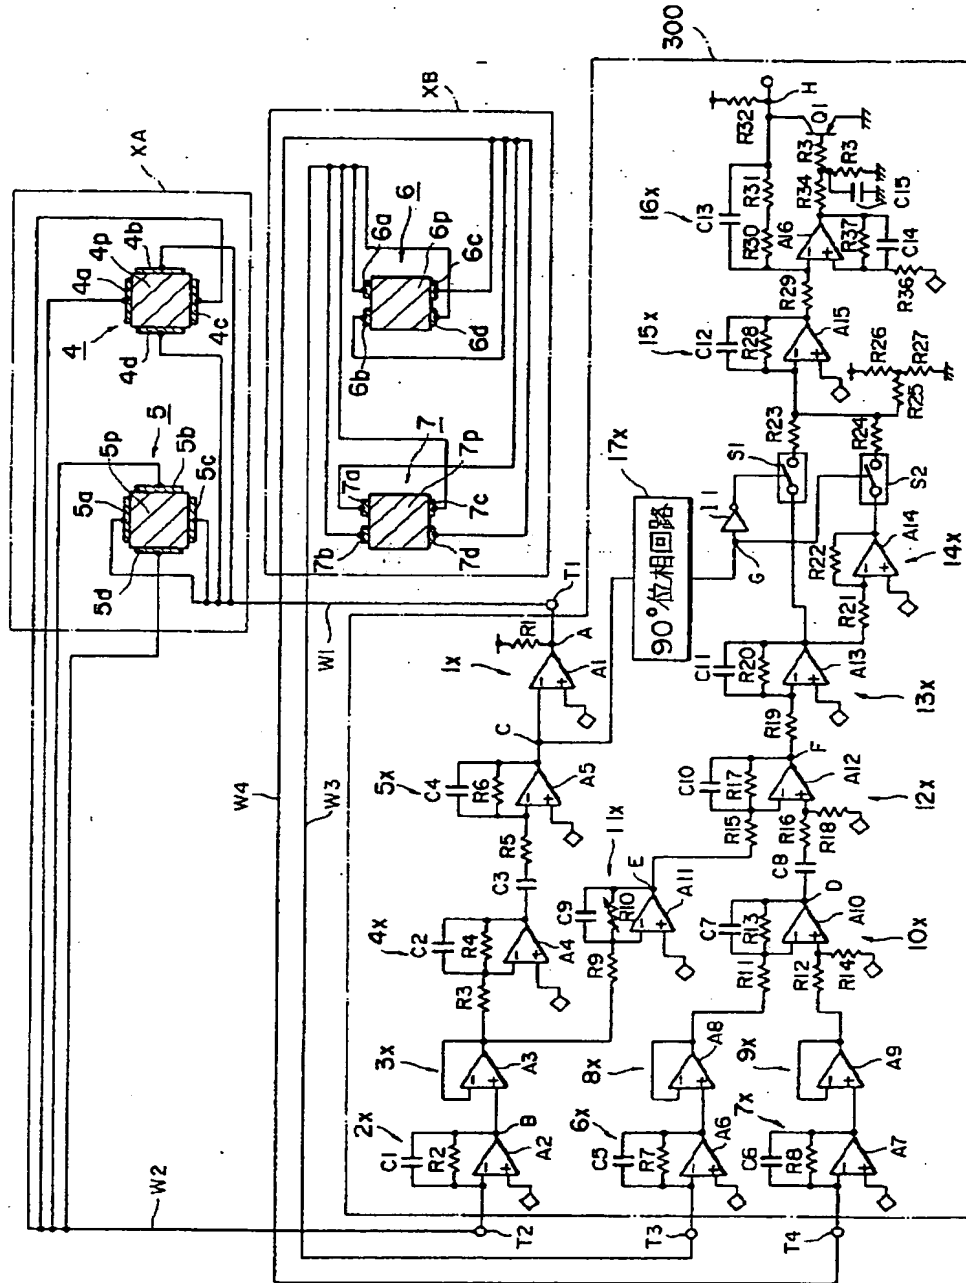 XA
4
4a
4p
4b
4c
4d
5
5a
5p
5b
5c
5d
XB
6
6a
6b
6p
6c
6d
7
7a
7b
7p
7c
7d
W1
W2
W3
W4
300
T1
T2
T3
T4
R1
A
1x
A1
C
5x
C4
R6
A5
R5
C3
4x
C2
R4
A4
R3
3x
A3
2x
C1
R2
B
A2
11x
C9
R10
E
A11
R9
6x
C5
R7
A6
8x
A8
7x
C6
R8
A7
9x
A9
10x
C7
R13
D
A10
R11
R12
R14
C8
12x
C10
R17
F
A12
R15
R16
R18
13x
C11
R20
A13
R19
14x
R22
A14
R21
17x
90°位相回路
I1
G
S1
S2
R23
R24
R25
R26
R27
15x
C12
R28
A15
R29
16x
C13
R30
R31
A16
R37
C14
R36
R34
R3
R3
C15
Q1
R32
H